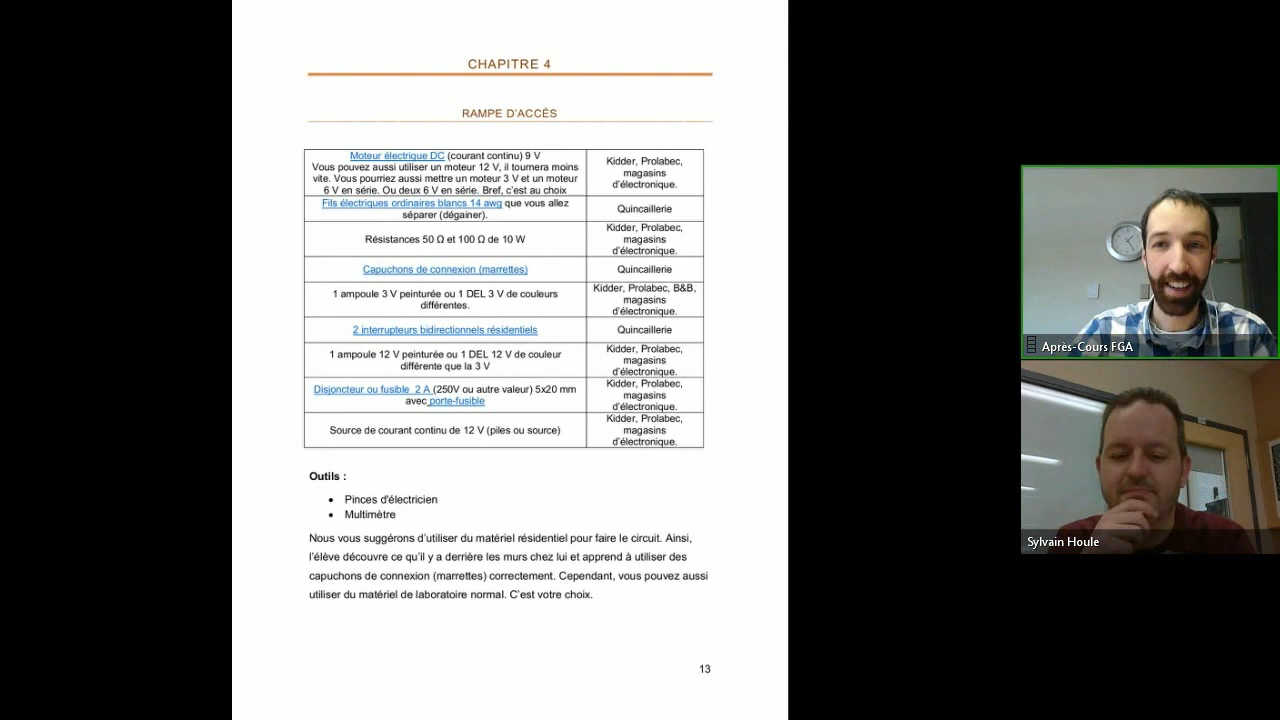 CHAPITRE 4
RAMPE D'ACCÈS
Moteur électrique DC (courant continu) 9 V
Vous pouvez aussi utiliser un moteur 12 V, il tournera moins
vite. Vous pourriez aussi mettre un moteur 3 V et un moteur
6 V en série. Ou deux 6 V en série. Bref, c'est au choix
Kidder, Prolabec,
magasins
d'électronique.
Fils électriques ordinaires blancs 14 awg que vous allez
séparer (dégainer).
Quincaillerie
Résistances 50 Ω et 100 Ω de 10 W
Kidder, Prolabec,
magasins
d'électronique.
Capuchons de connexion (marrettes)
Quincaillerie
1 ampoule 3 V peinturée ou 1 DEL 3 V de couleurs
différentes.
Kidder, Prolabec, B&B,
magasins
d'électronique.
2 interrupteurs bidirectionnels résidentiels
Quincaillerie
1 ampoule 12 V peinturée ou 1 DEL 12 V de couleur
différente que la 3 V
Kidder, Prolabec,
magasins
d'électronique.
Disjoncteur ou fusible 2 A (250V ou autre valeur) 5x20 mm
avec porte-fusible
Kidder, Prolabec,
magasins
d'électronique.
Source de courant continu de 12 V (piles ou source)
Kidder, Prolabec,
magasins
d'électronique.
Outils :
• Pinces d'électricien
• Multimètre
Nous vous suggérons d'utiliser du matériel résidentiel pour faire le circuit. Ainsi,
l'élève découvre ce qu'il y a derrière les murs chez lui et apprend à utiliser des
capuchons de connexion (marrettes) correctement. Cependant, vous pouvez aussi
utiliser du matériel de laboratoire normal. C'est votre choix.
13
Après-Cours FGA
Sylvain Houle